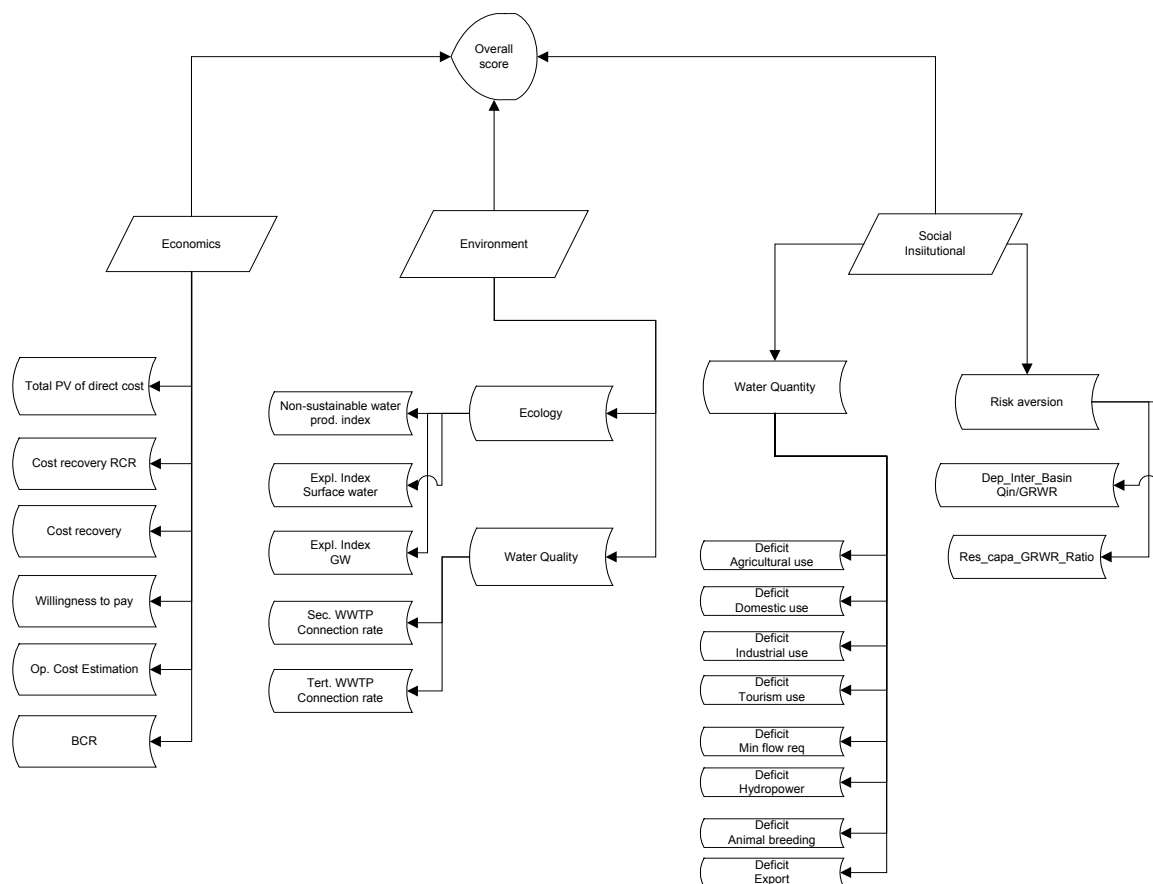 Overall
score
Economics
Environment
Social
Insiitutional
Total PV of direct cost
Cost recovery RCR
Cost recovery
Willingness to pay
Op. Cost Estimation
BCR
Non-sustainable water
prod. index
Expl. Index
Surface water
Expl. Index
GW
Sec. WWTP
Connection rate
Tert. WWTP
Connection rate
Ecology
Water Quality
Water Quantity
Deficit
Agricultural use
Deficit
Domestic use
Deficit
Industrial use
Deficit
Tourism use
Deficit
Min flow req
Deficit
Hydropower
Deficit
Animal breeding
Deficit
Export
Risk aversion
Dep_Inter_Basin
Qin/GRWR
Res_capa_GRWR_Ratio